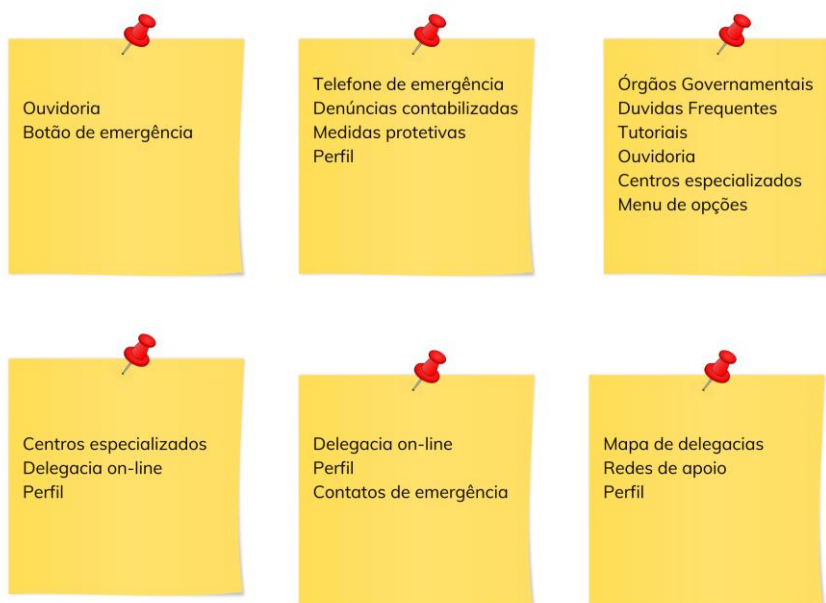 Ouvidoria
Botão de emergência
Telefone de emergência
Denúncias contabilizadas
Medidas protetivas
Perfil
Órgãos Governamentais
Duvidas Frequentes
Tutoriais
Ouvidoria
Centros especializados
Menu de opções
Centros especializados
Delegacia on-line
Perfil
Delegacia on-line
Perfil
Contatos de emergência
Mapa de delegacias
Redes de apoio
Perfil